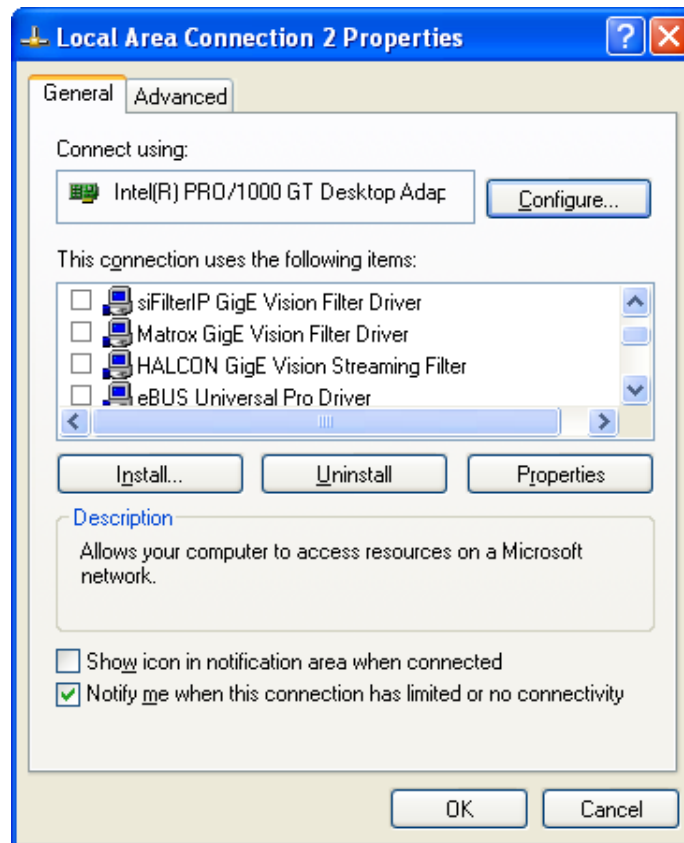 Local Area Connection 2 Properties
General Advanced
Connect using:
Intel(R) PRO/1000 GT Desktop Adap
Configure...
This connection uses the following items:
siFilterIP GigE Vision Filter Driver
Matrox GigE Vision Filter Driver
HALCON GigE Vision Streaming Filter
eBUS Universal Pro Driver
Install... Uninstall Properties
Description
Allows your computer to access resources on a Microsoft
network.
Show icon in notification area when connected
Notify me when this connection has limited or no connectivity
OK Cancel